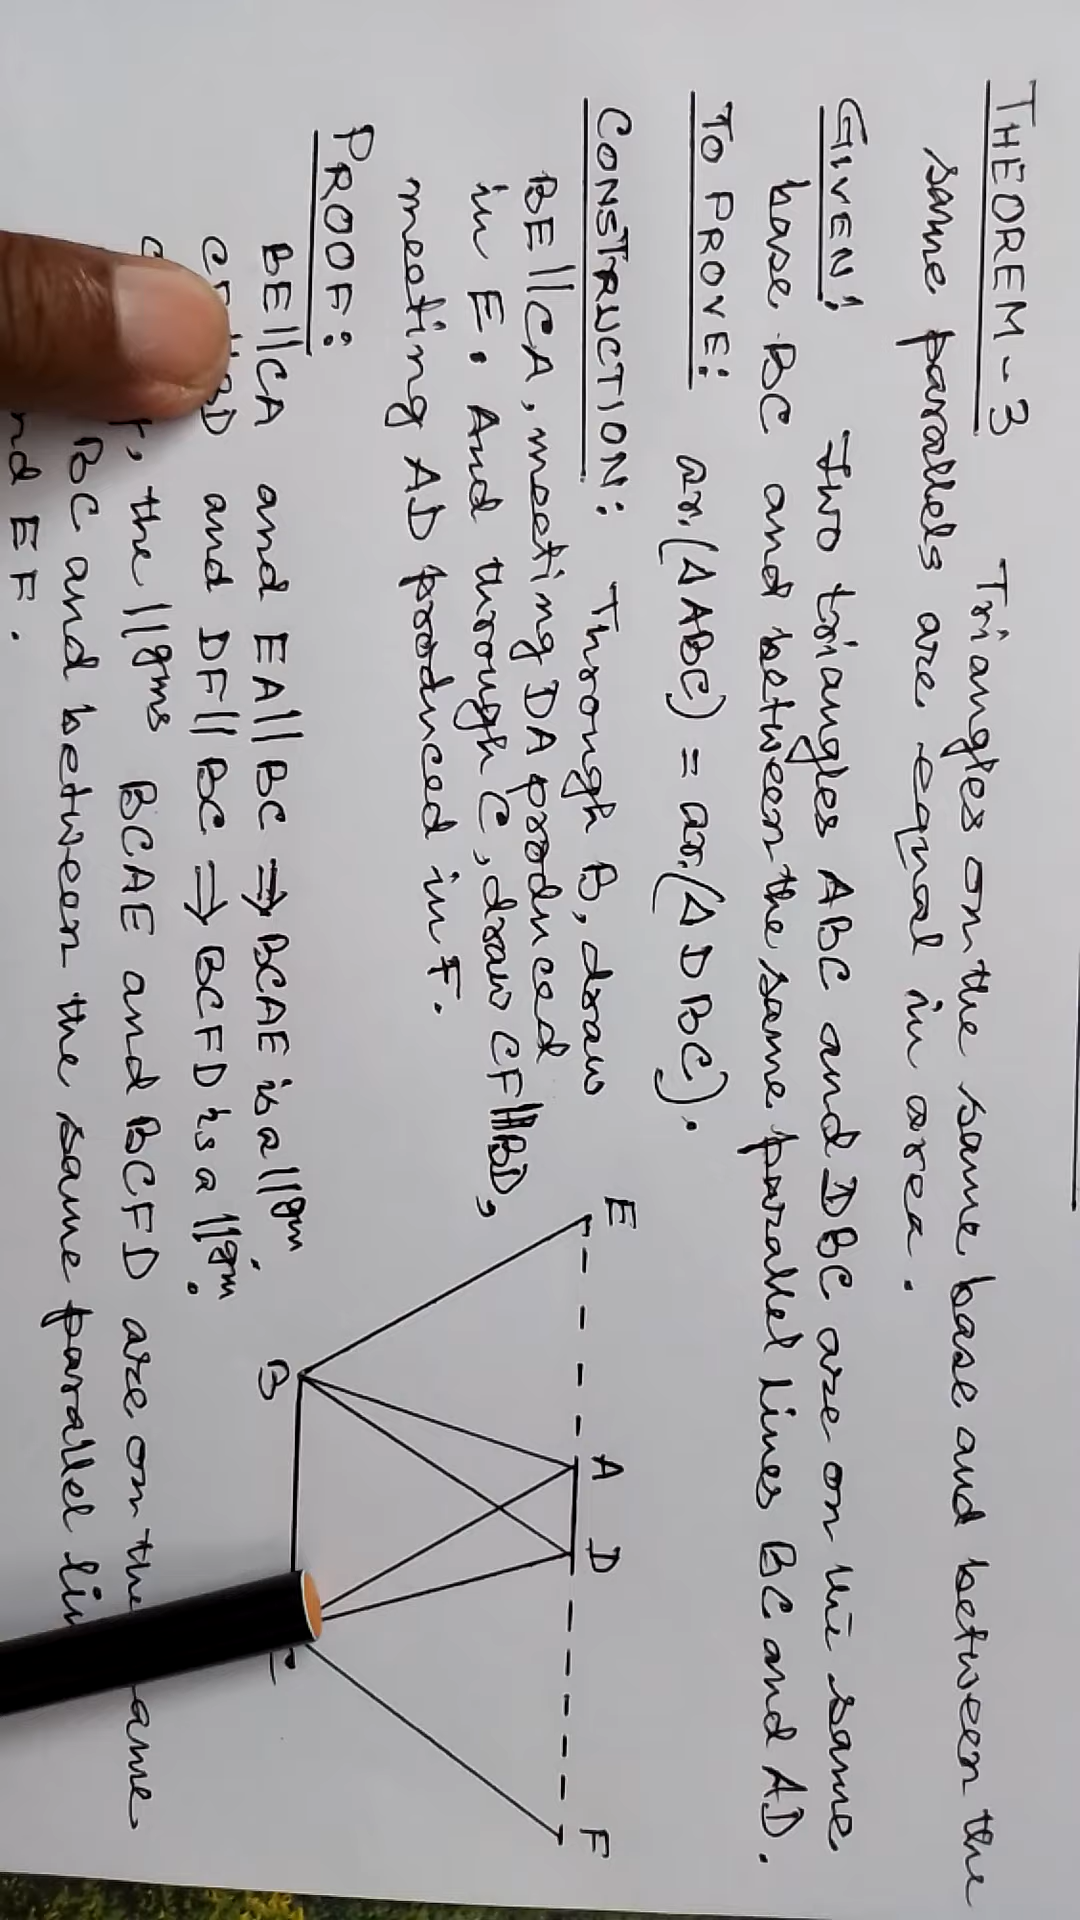 THEOREM-3 Triangles on the same base and between the
same parallels are equal in area.
GIVEN: Two triangles ABC and DBC are on the same
base BC and between the same parallel lines BC and AD.
TO PROVE: ar.(ΔABC) = ar.(ΔDBC).
CONSTRUCTION: Through B, draw
BE||CA, meeting DA produced
in E. And through C, draw CF||BD,
meeting AD produced in F.
PROOF:
BE||CA and EA||BC ⇒ BCAE is a ||gm.
and DF||BC ⇒ BCFD is a ||gm.
the ||gms BCAE and BCFD are on the
BC and between the same parallel
EF.
E
A
D
F
B
C